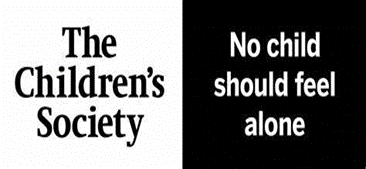 The
Children's
Society
No child
should feel
alone